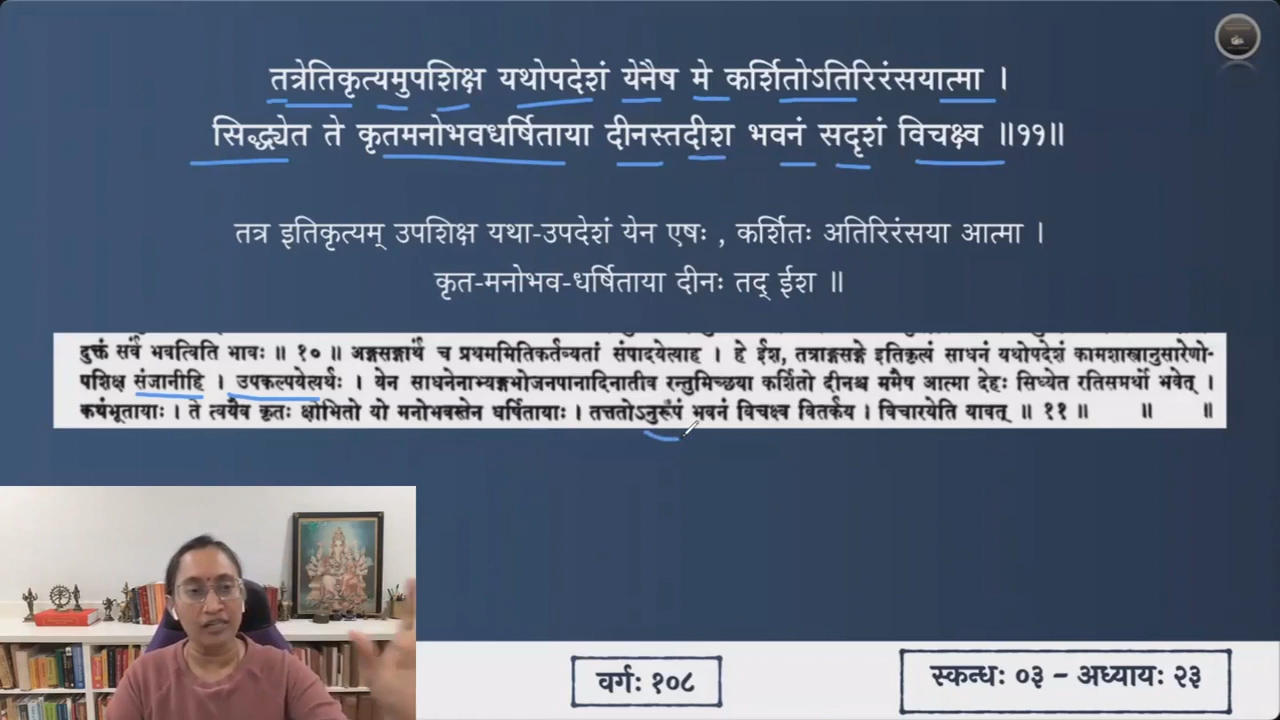 तत्रेतिकृत्यमुपशिक्ष यथोपदेशं येनैष मे कर्शितोऽतिरिरंसयात्मा ।
सिद्ध्येत ते कृतमनोभवधर्षिताया दीनस्तदीश भवनं सदृशं विचक्ष्व ॥११॥
तत्र इतिकृत्यम् उपशिक्ष यथा-उपदेशं येन एषः , कर्शितः अतिरिरंसया आत्मा ।
कृत-मनोभव-धर्षिताया दीनः तद् ईश ॥
दुक्तं सर्वं भवत्विति भावः ॥ १० ॥ अङ्गसङ्गार्थं च प्रथममितिकर्तव्यतां संपादयेत्याह । हे ईश, तत्राङ्गसङ्गे इतिकृत्यं साधनं यथोपदेशं कामशास्त्रानुसारेणो-
पशिक्ष संजानीहि । उपकल्पयेत्यर्थः । येन साधनेनाभ्यङ्गभोजनपानादिनातीव रन्तुमिच्छया कर्शितो दीनश्च ममैष आत्मा देहः सिध्येत रतिसमर्थो भवेत् ।
कथंभूतायाः । ते त्वयैव कृतः क्षोभितो यो मनोभवस्तेन धर्षितायाः । तत्ततोऽनुरूपं भवनं विचक्ष्व वितर्कय । विचारयेति यावत् ॥ ११ ॥ ॥ ॥
वर्गः १०८
स्कन्धः ०३ – अध्यायः २३